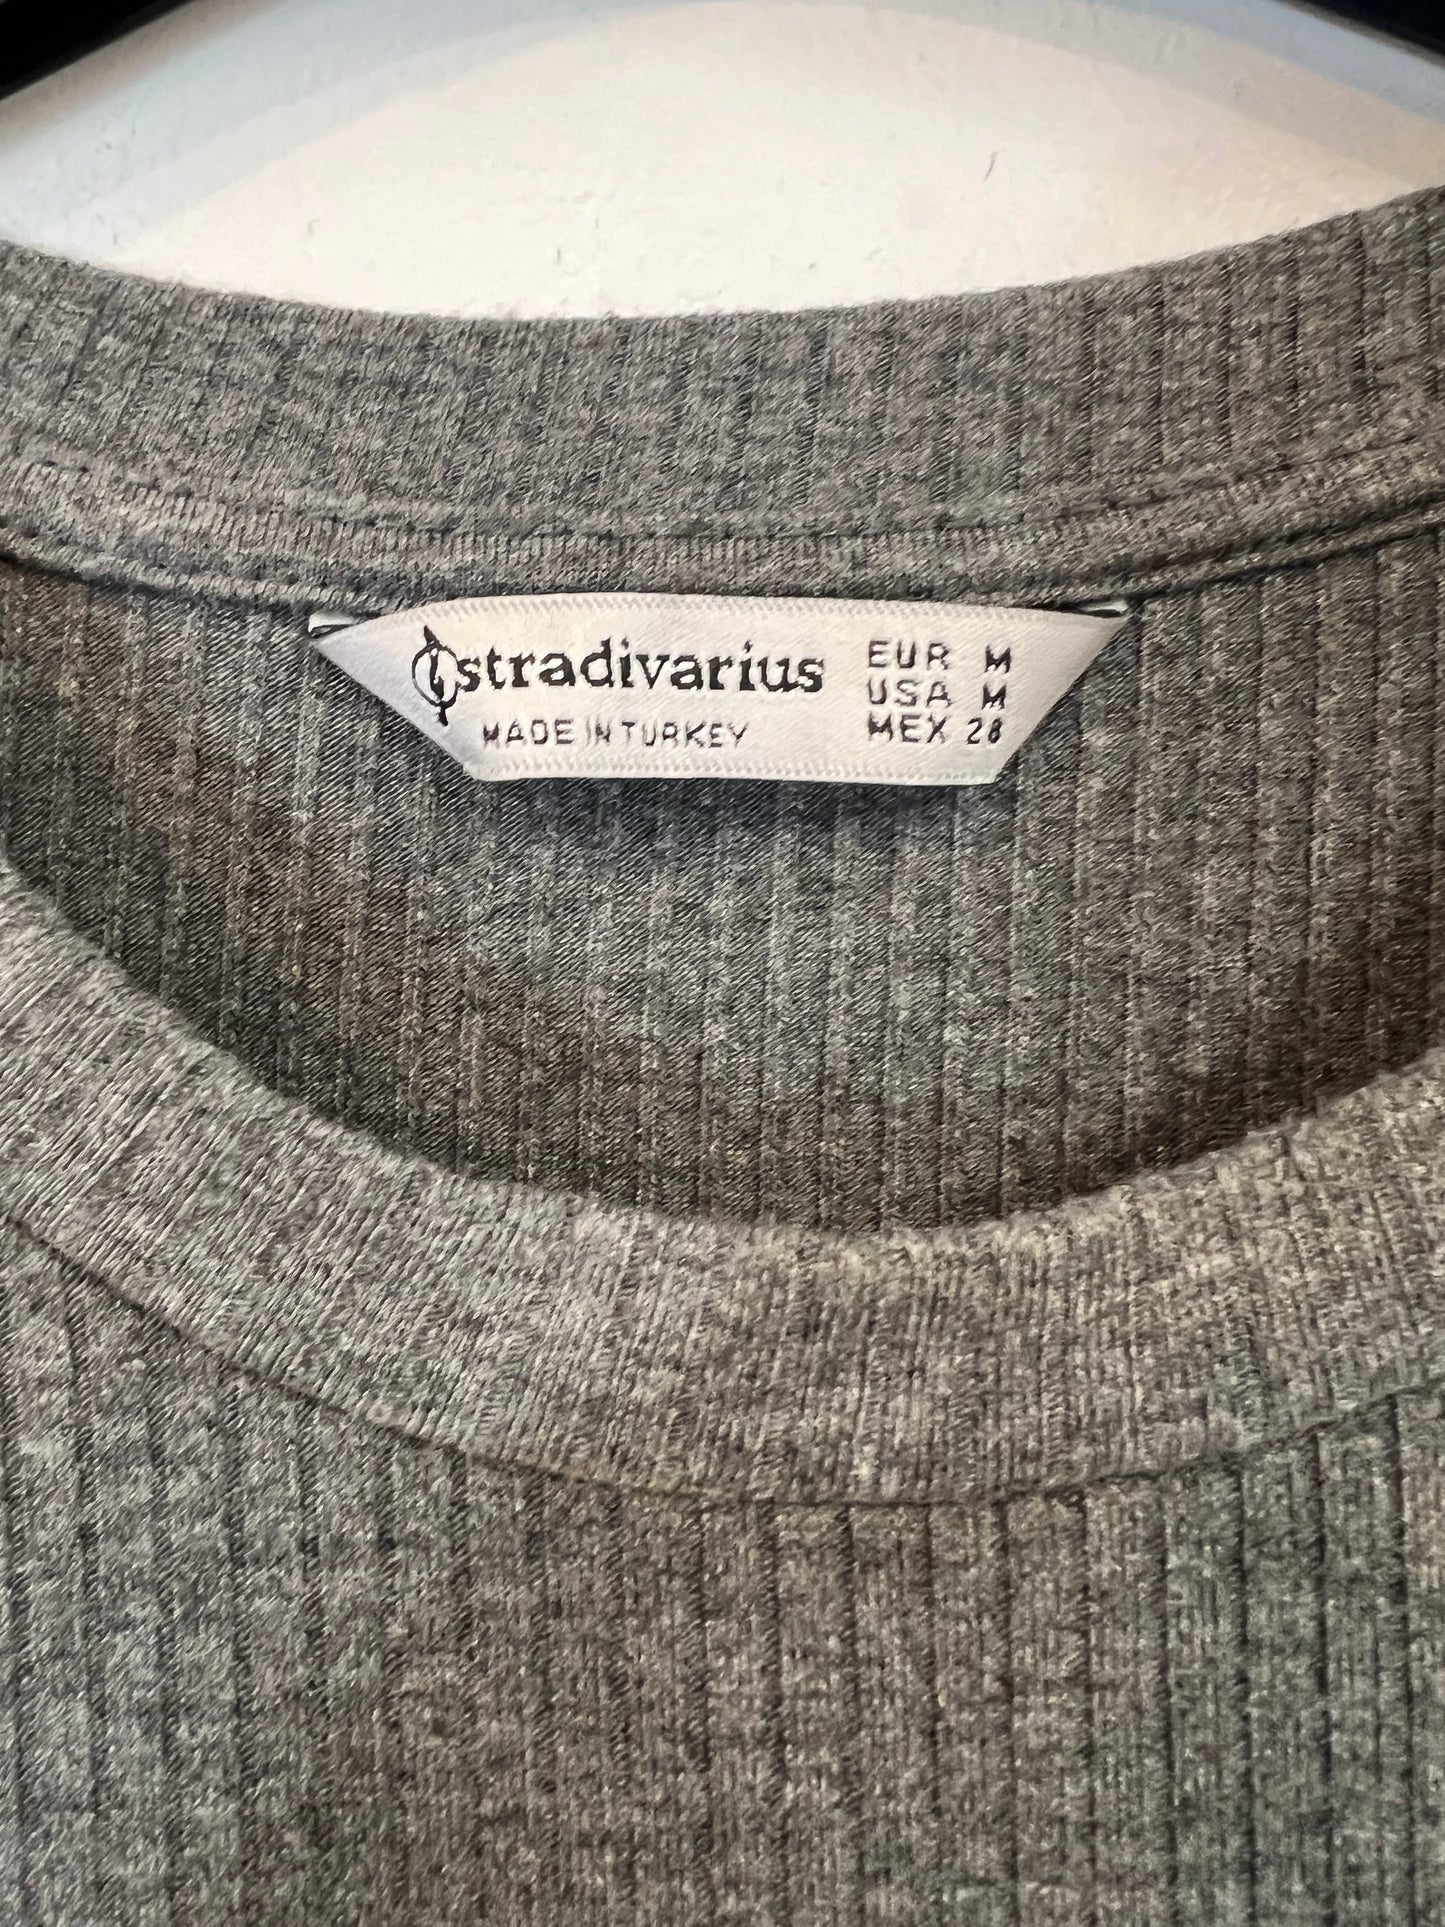 stradivarius
MADE IN TURKEY
EUR M
USA M
MEX 28